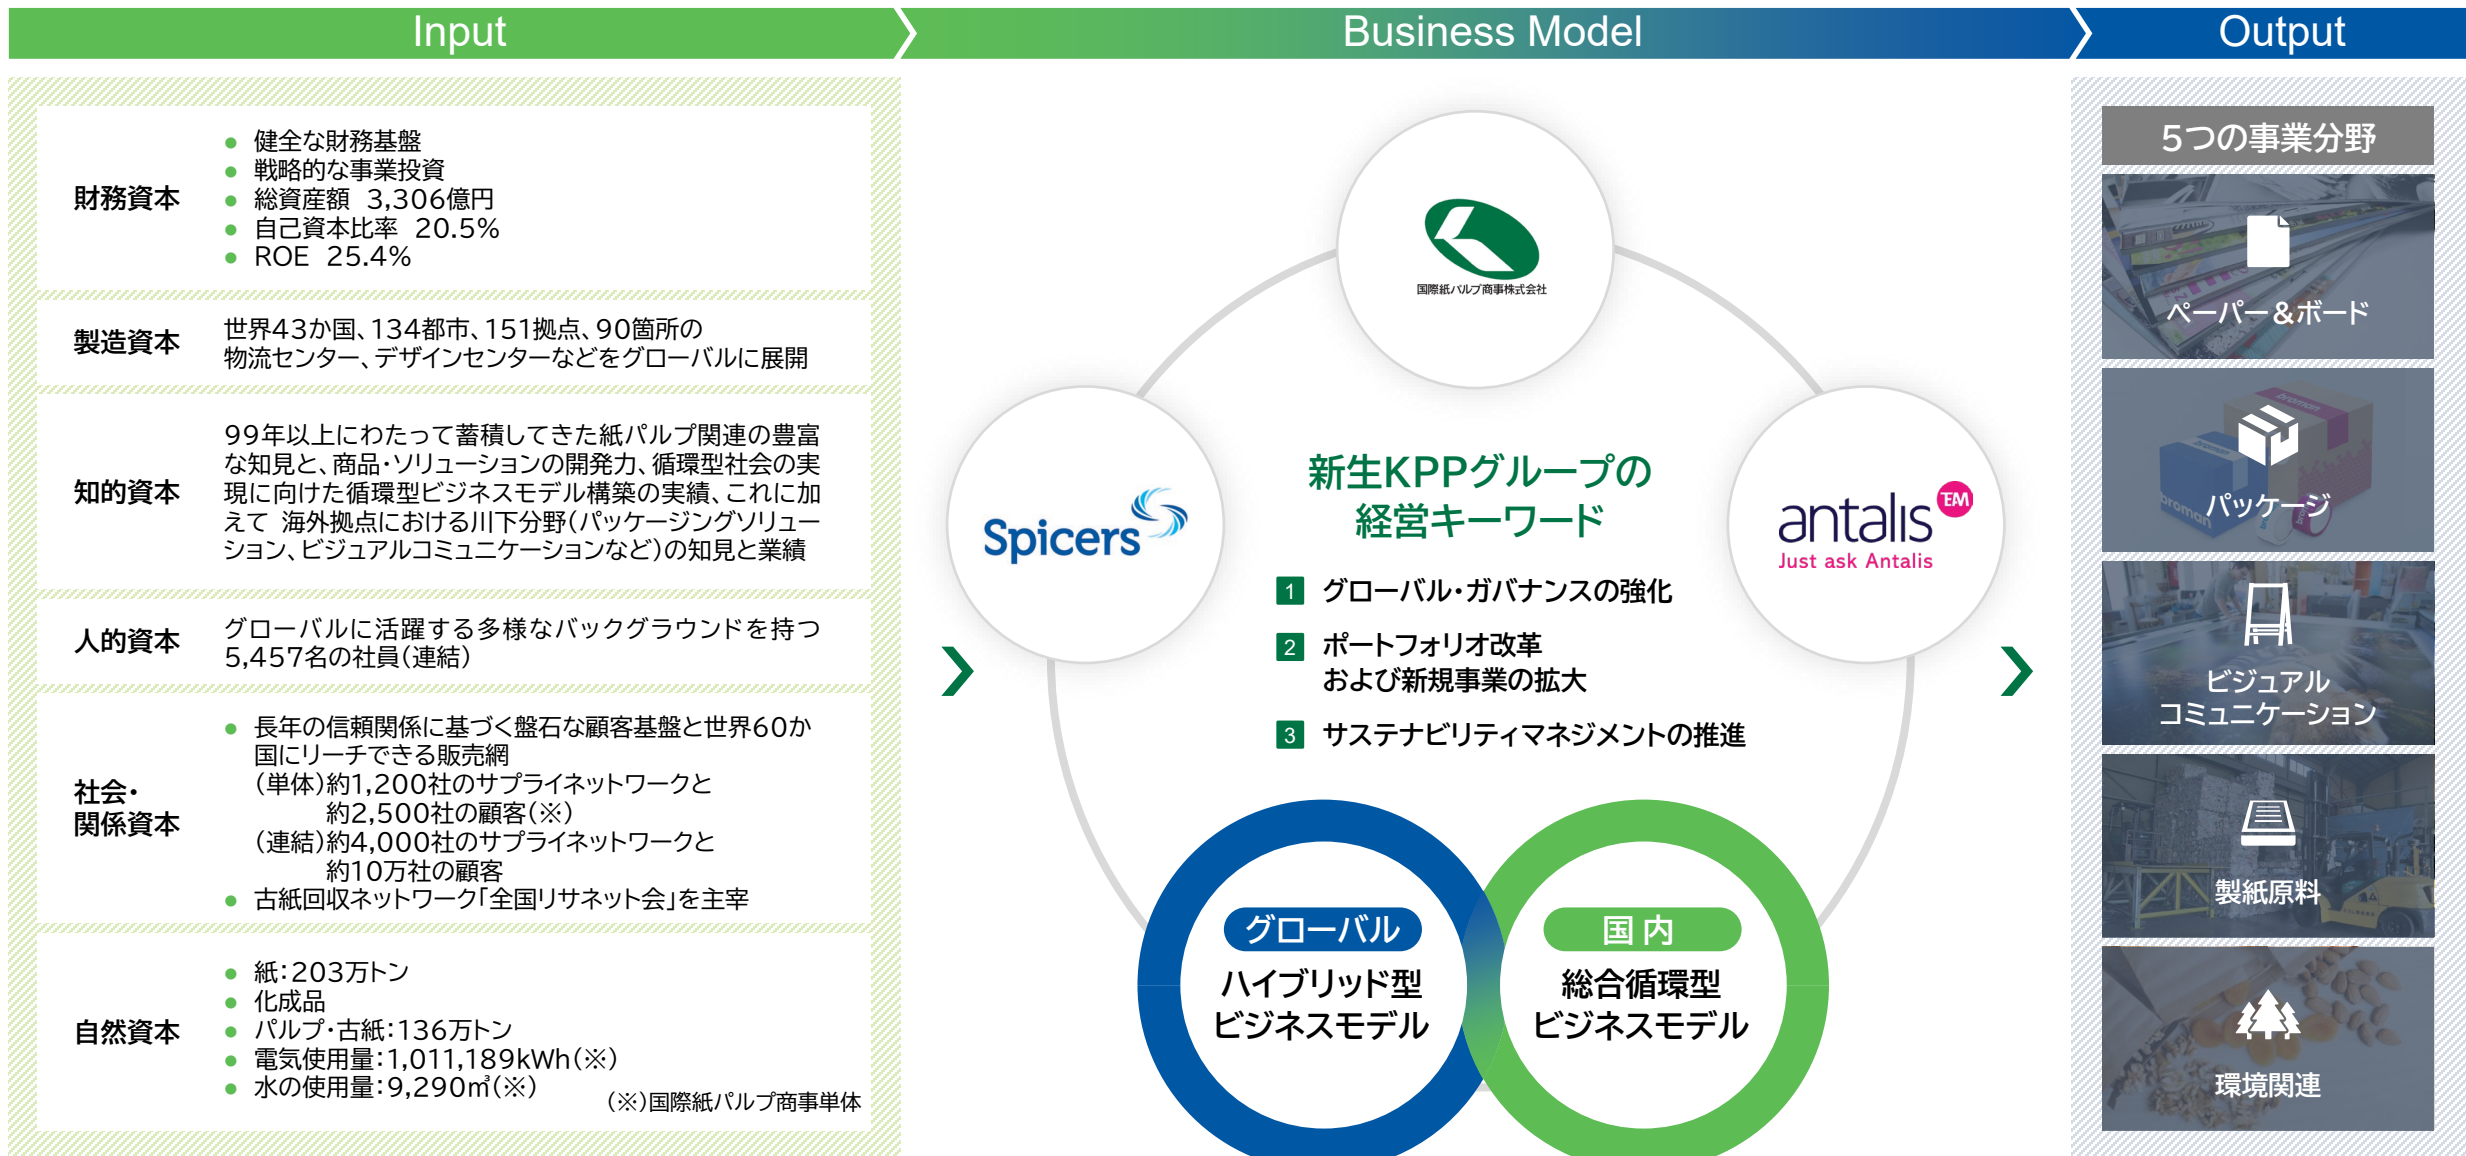 Input
Business Model
Output
財務資本
● 健全な財務基盤
● 戦略的な事業投資
● 総資産額 3,306億円
● 自己資本比率 20.5%
● ROE 25.4%
製造資本
世界43か国、134都市、151拠点、90箇所の
物流センター、デザインセンターなどをグローバルに展開
知的資本
99年以上にわたって蓄積してきた紙パルプ関連の豊富
な知見と、商品・ソリューションの開発力、循環型社会の実
現に向けた循環型ビジネスモデル構築の実績、これに加
えて 海外拠点における川下分野(パッケージングソリュー
ション、ビジュアルコミュニケーションなど)の知見と業績
人的資本
グローバルに活躍する多様なバックグラウンドを持つ
5,457名の社員(連結)
社会・
関係資本
● 長年の信頼関係に基づく盤石な顧客基盤と世界60か
国にリーチできる販売網
(単体)約1,200社のサプライネットワークと
約2,500社の顧客(※)
(連結)約4,000社のサプライネットワークと
約10万社の顧客
● 古紙回収ネットワーク「全国リサネット会」を主宰
自然資本
● 紙：203万トン
● 化成品
● パルプ・古紙：136万トン
● 電気使用量：1,011,189kWh(※)
● 水の使用量：9,290㎥(※)
(※)国際紙パルプ商事単体
国際紙パルプ商事株式会社
Spicers
antalis TM
Just ask Antalis
新生KPPグループの
経営キーワード
1 グローバル・ガバナンスの強化
2 ポートフォリオ改革
および新規事業の拡大
3 サステナビリティマネジメントの推進
グローバル
ハイブリッド型
ビジネスモデル
国内
総合循環型
ビジネスモデル
5つの事業分野
ペーパー＆ボード
broman
broman
パッケージ
ビジュアル
コミュニケーション
製紙原料
環境関連